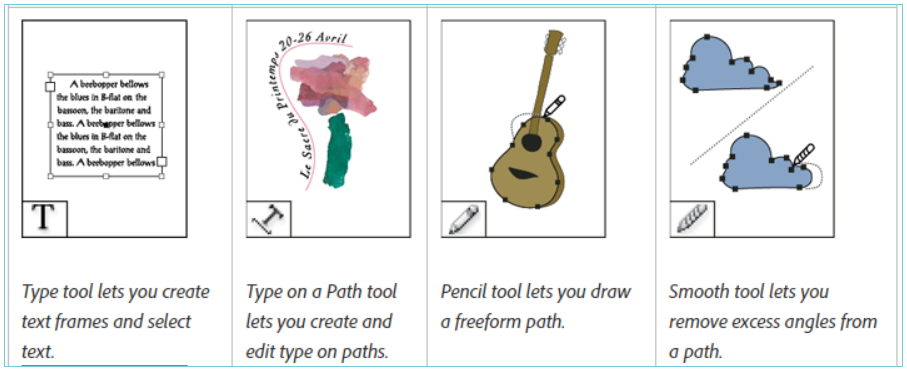 A beebopper bellows
the blues in B-flat on the
bassoon, the baritone and
bass. A beebopper bellows
the blues in B-flat on the
bassoon, the baritone and
bass. A beebopper bellows
T
Type tool lets you create
text frames and select
text.
Le Sacre du Printemps 20-26 Avril
T
Type on a Path tool
lets you create and
edit type on paths.
Pencil tool lets you draw
a freeform path.
Smooth tool lets you
remove excess angles from
a path.